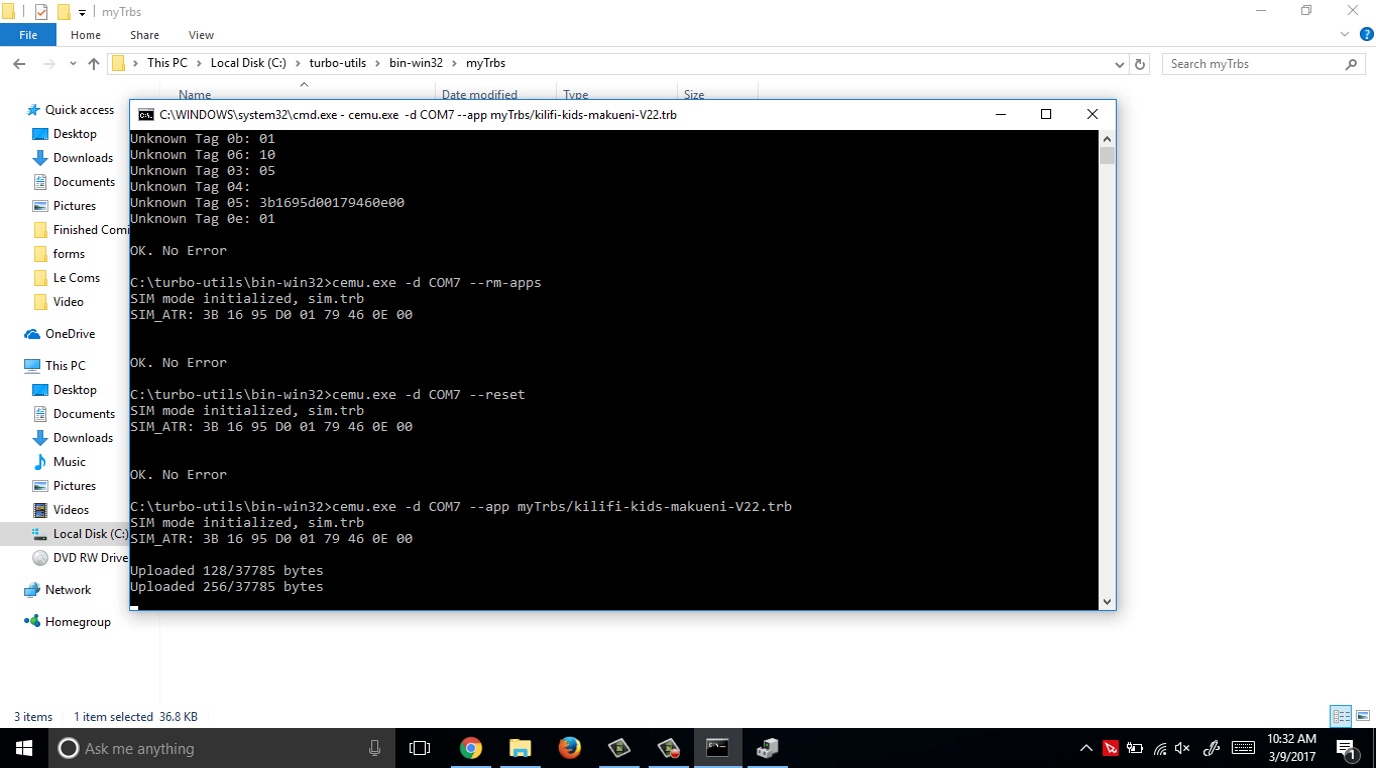 myTrbs
File Home Share View
This PC Local Disk (C:) turbo-utils bin-win32 myTrbs
Search myTrbs
Name Date modified Type Size
Quick access
Desktop
Downloads
Documents
Pictures
Finished Comi
forms
Le Coms
Video
OneDrive
This PC
Desktop
Documents
Downloads
Music
Pictures
Videos
Local Disk (C:)
DVD RW Drive
Network
Homegroup
C:\WINDOWS\system32\cmd.exe - cemu.exe -d COM7 --app myTrbs/kilifi-kids-makueni-V22.trb
Unknown Tag 0b: 01
Unknown Tag 06: 10
Unknown Tag 03: 05
Unknown Tag 04:
Unknown Tag 05: 3b1695d00179460e00
Unknown Tag 0e: 01
OK. No Error
C:\turbo-utils\bin-win32>cemu.exe -d COM7 --rm-apps
SIM mode initialized, sim.trb
SIM_ATR: 3B 16 95 D0 01 79 46 0E 00
OK. No Error
C:\turbo-utils\bin-win32>cemu.exe -d COM7 --reset
SIM mode initialized, sim.trb
SIM_ATR: 3B 16 95 D0 01 79 46 0E 00
OK. No Error
C:\turbo-utils\bin-win32>cemu.exe -d COM7 --app myTrbs/kilifi-kids-makueni-V22.trb
SIM mode initialized, sim.trb
SIM_ATR: 3B 16 95 D0 01 79 46 0E 00
Uploaded 128/37785 bytes
Uploaded 256/37785 bytes
3 items 1 item selected 36.8 KB
Ask me anything
10:32 AM
3/9/2017
1